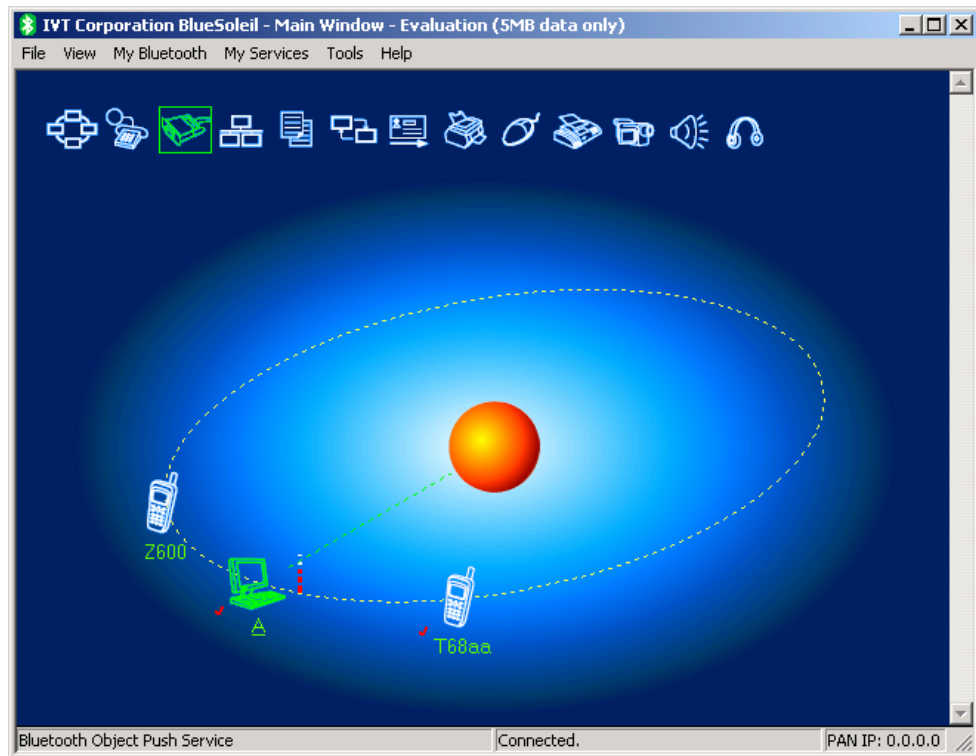 IVT Corporation BlueSoleil - Main Window - Evaluation (5MB data only)
File View My Bluetooth My Services Tools Help
Z600
A
T68aa
Bluetooth Object Push Service Connected. PAN IP: 0.0.0.0